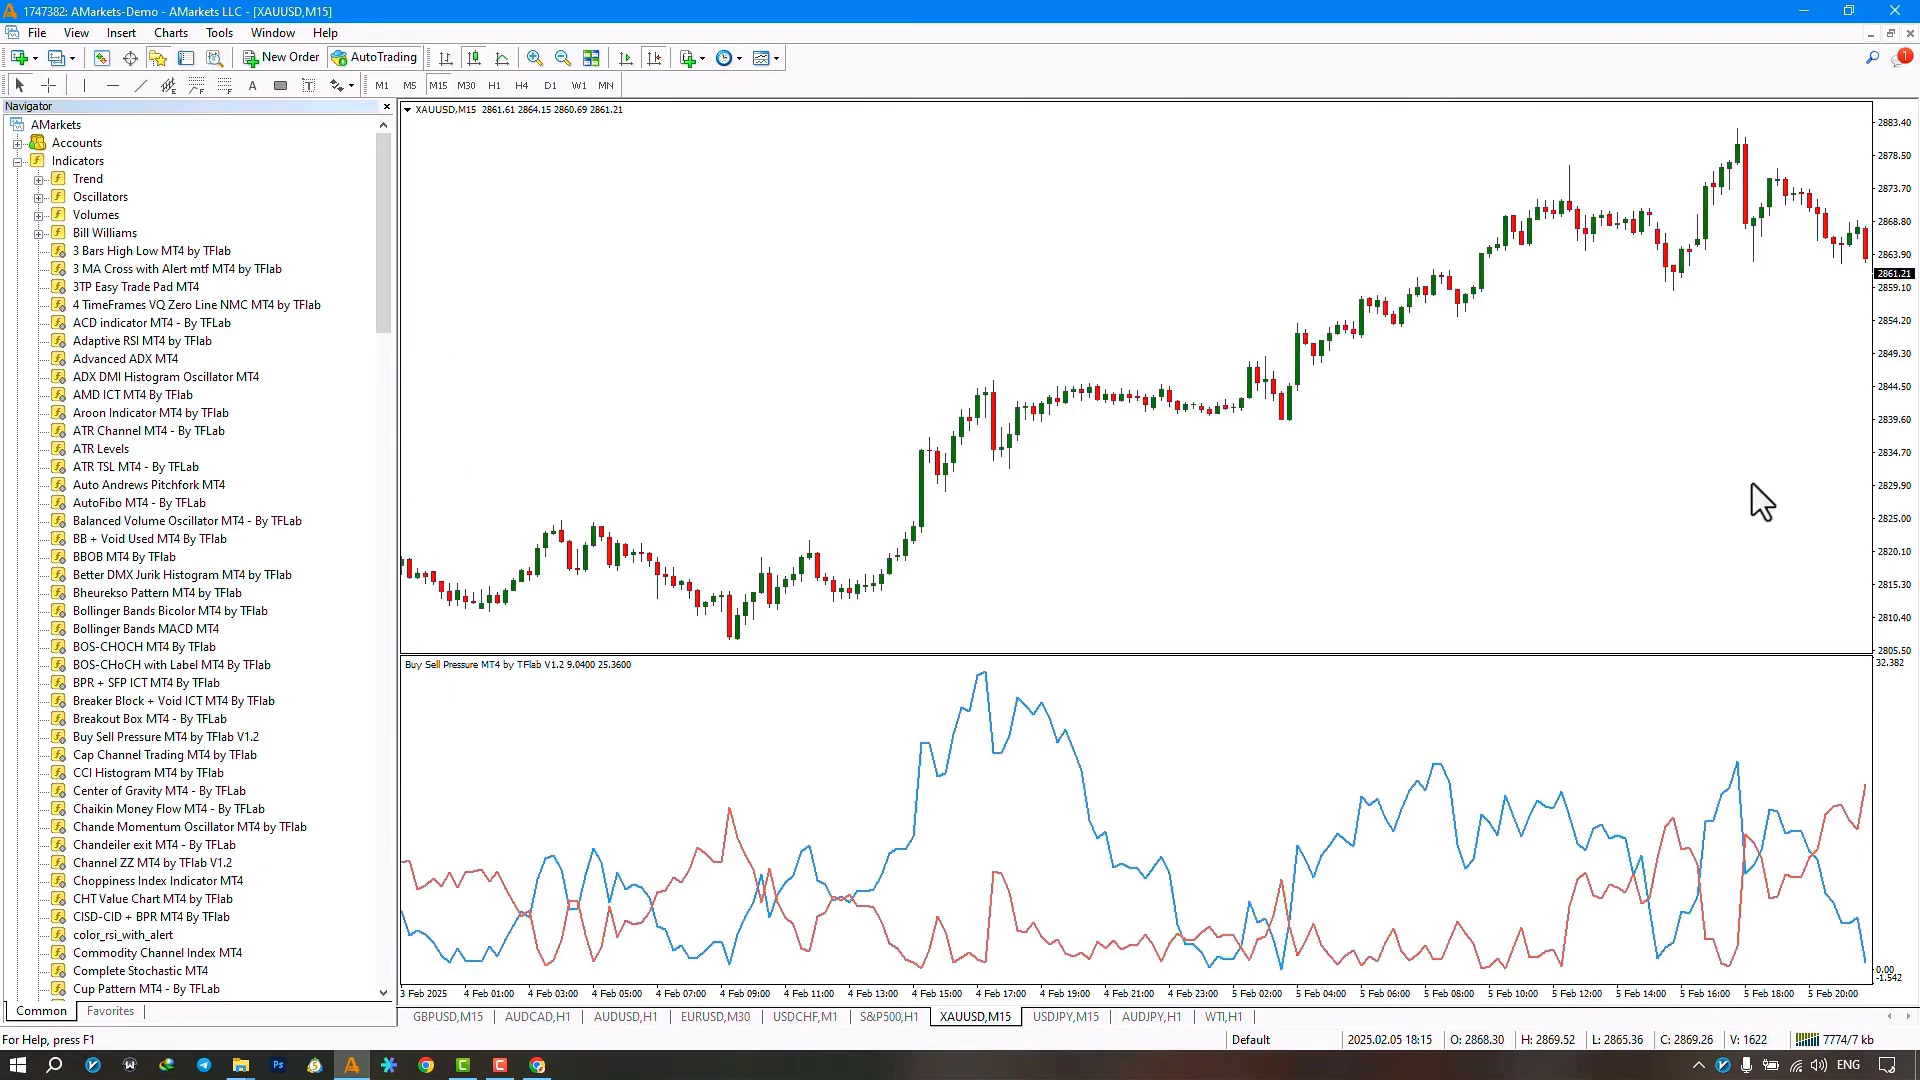 1747382: AMarkets-Demo - AMarkets LLC - [XAUUSD,M15]
File View Insert Charts Tools Window Help
New Order AutoTrading
1
A T M1 M5 M15 M30 H1 H4 D1 W1 MN
Navigator
AMarkets
Accounts
Indicators
Trend
Oscillators
Volumes
Bill Williams
3 Bars High Low MT4 by TFlab
3 MA Cross with Alert mtf MT4 by TFlab
3TP Easy Trade Pad MT4
4 TimeFrames VQ Zero Line NMC MT4 by TFlab
ACD indicator MT4 - By TFLab
Adaptive RSI MT4 by TFlab
Advanced ADX MT4
ADX DMI Histogram Oscillator MT4
AMD ICT MT4 By TFlab
Aroon Indicator MT4 by TFlab
ATR Channel MT4 - By TFLab
ATR Levels
ATR TSL MT4 - By TFLab
Auto Andrews Pitchfork MT4
AutoFibo MT4 - By TFLab
Balanced Volume Oscillator MT4 - By TFLab
BB + Void Used MT4 By TFlab
BBOB MT4 By TFlab
Better DMX Jurik Histogram MT4 by TFlab
Bheurekso Pattern MT4 by TFlab
Bollinger Bands Bicolor MT4 by TFlab
Bollinger Bands MACD MT4
BOS-CHOCH MT4 By TFlab
BOS-CHoCH with Label MT4 By TFlab
BPR + SFP ICT MT4 By TFlab
Breaker Block + Void ICT MT4 By TFlab
Breakout Box MT4 - By TFLab
Buy Sell Pressure MT4 by TFlab V1.2
Cap Channel Trading MT4 by TFlab
CCI Histogram MT4 by TFlab
Center of Gravity MT4 - By TFLab
Chaikin Money Flow MT4 - By TFLab
Chande Momentum Oscillator MT4 by TFlab
Chandeiler exit MT4 - By TFLab
Channel ZZ MT4 by TFlab V1.2
Choppiness Index Indicator MT4
CHT Value Chart MT4 by TFlab
CISD-CID + BPR MT4 By TFlab
color_rsi_with_alert
Commodity Channel Index MT4
Complete Stochastic MT4
Cup Pattern MT4 - By TFLab
Common Favorites
XAUUSD,M15 2861.61 2864.15 2860.69 2861.21
2883.40
2878.50
2873.70
2868.80
2863.90
2861.21
2859.10
2854.20
2849.30
2844.50
2839.60
2834.70
2829.90
2825.00
2820.10
2815.30
2810.40
2805.50
Buy Sell Pressure MT4 by TFlab V1.2 9.0400 25.3600
32.382
0.00
-1.542
3 Feb 2025 4 Feb 01:00 4 Feb 03:00 4 Feb 05:00 4 Feb 07:00 4 Feb 09:00 4 Feb 11:00 4 Feb 13:00 4 Feb 15:00 4 Feb 17:00 4 Feb 19:00 4 Feb 21:00 4 Feb 23:00 5 Feb 02:00 5 Feb 04:00 5 Feb 06:00 5 Feb 08:00 5 Feb 10:00 5 Feb 12:00 5 Feb 14:00 5 Feb 16:00 5 Feb 18:00 5 Feb 20:00
GBPUSD,M15 AUDCAD,H1 AUDUSD,H1 EURUSD,M30 USDCHF,M1 S&P500,H1 XAUUSD,M15 USDJPY,M15 AUDJPY,H1 WTI,H1
For Help, press F1 Default 2025.02.05 18:15 O: 2868.30 H: 2869.52 L: 2865.36 C: 2869.26 V: 1622 7774/7 kb
Ps ENG